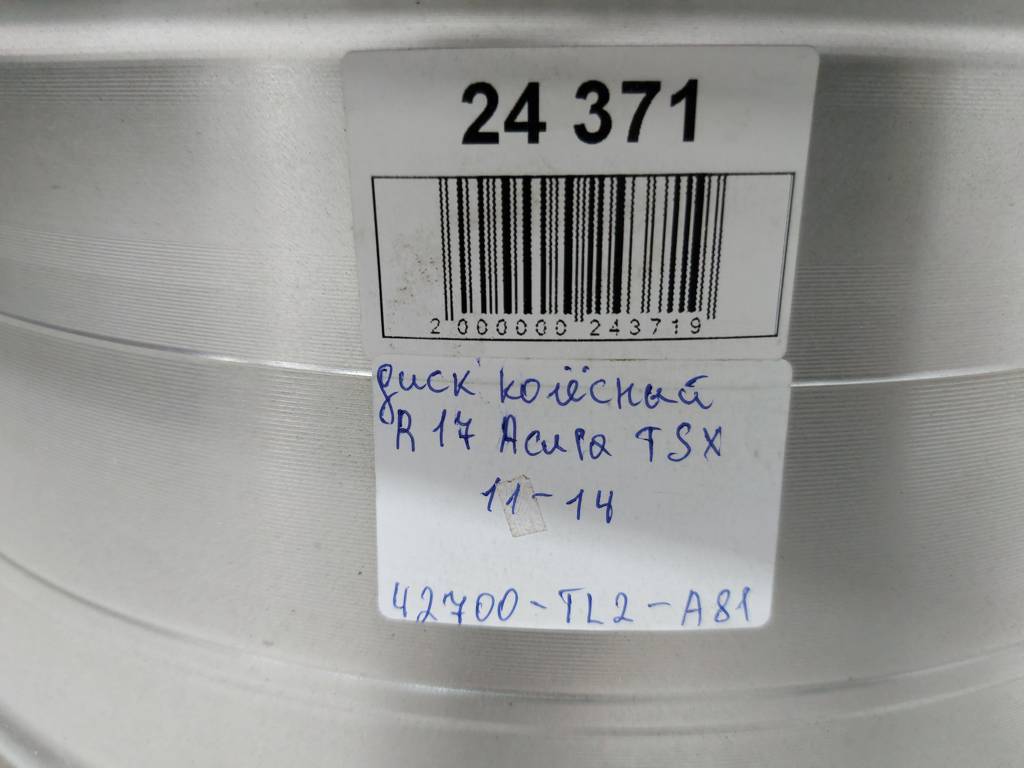 24 371
2 000000 243719
диск колёсный
R 17 Acura TSX
11-14
42700-TL2-A81